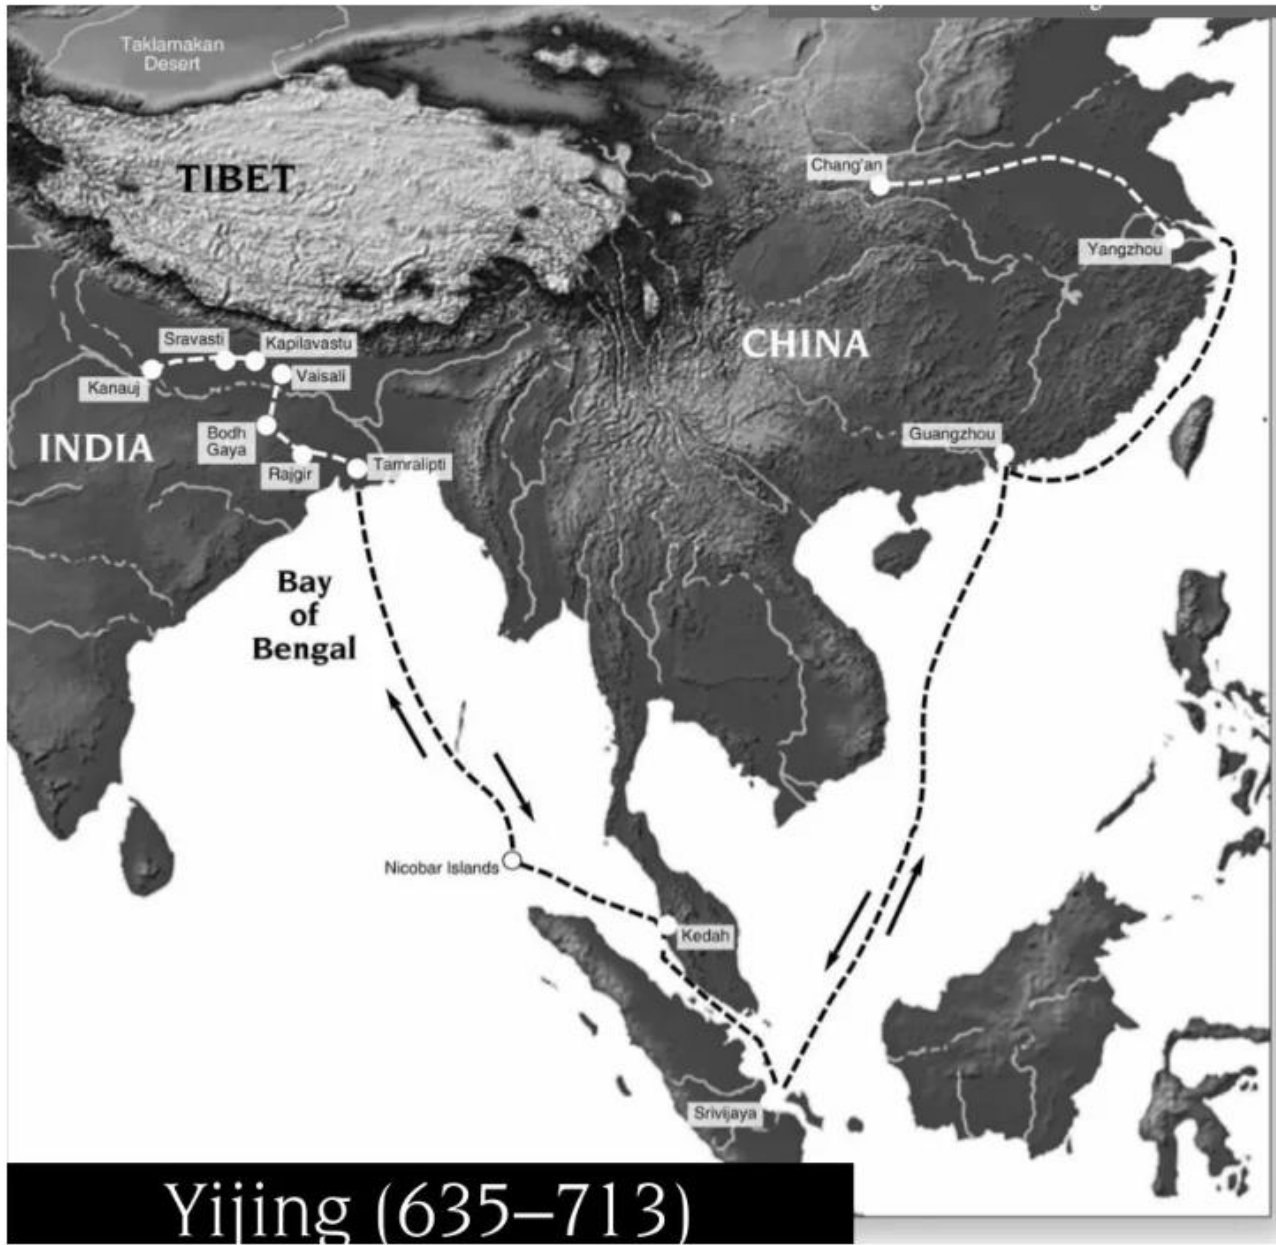 Taklamakan
Desert
TIBET
Chang'an
Yangzhou
CHINA
Sravasti
Kapilavastu
Kanauj
Vaisali
INDIA
Bodh
Gaya
Rajgir
Tamralipti
Guangzhou
Bay
of
Bengal
Nicobar Islands
Kedah
Srivijaya
Yijing (635–713)